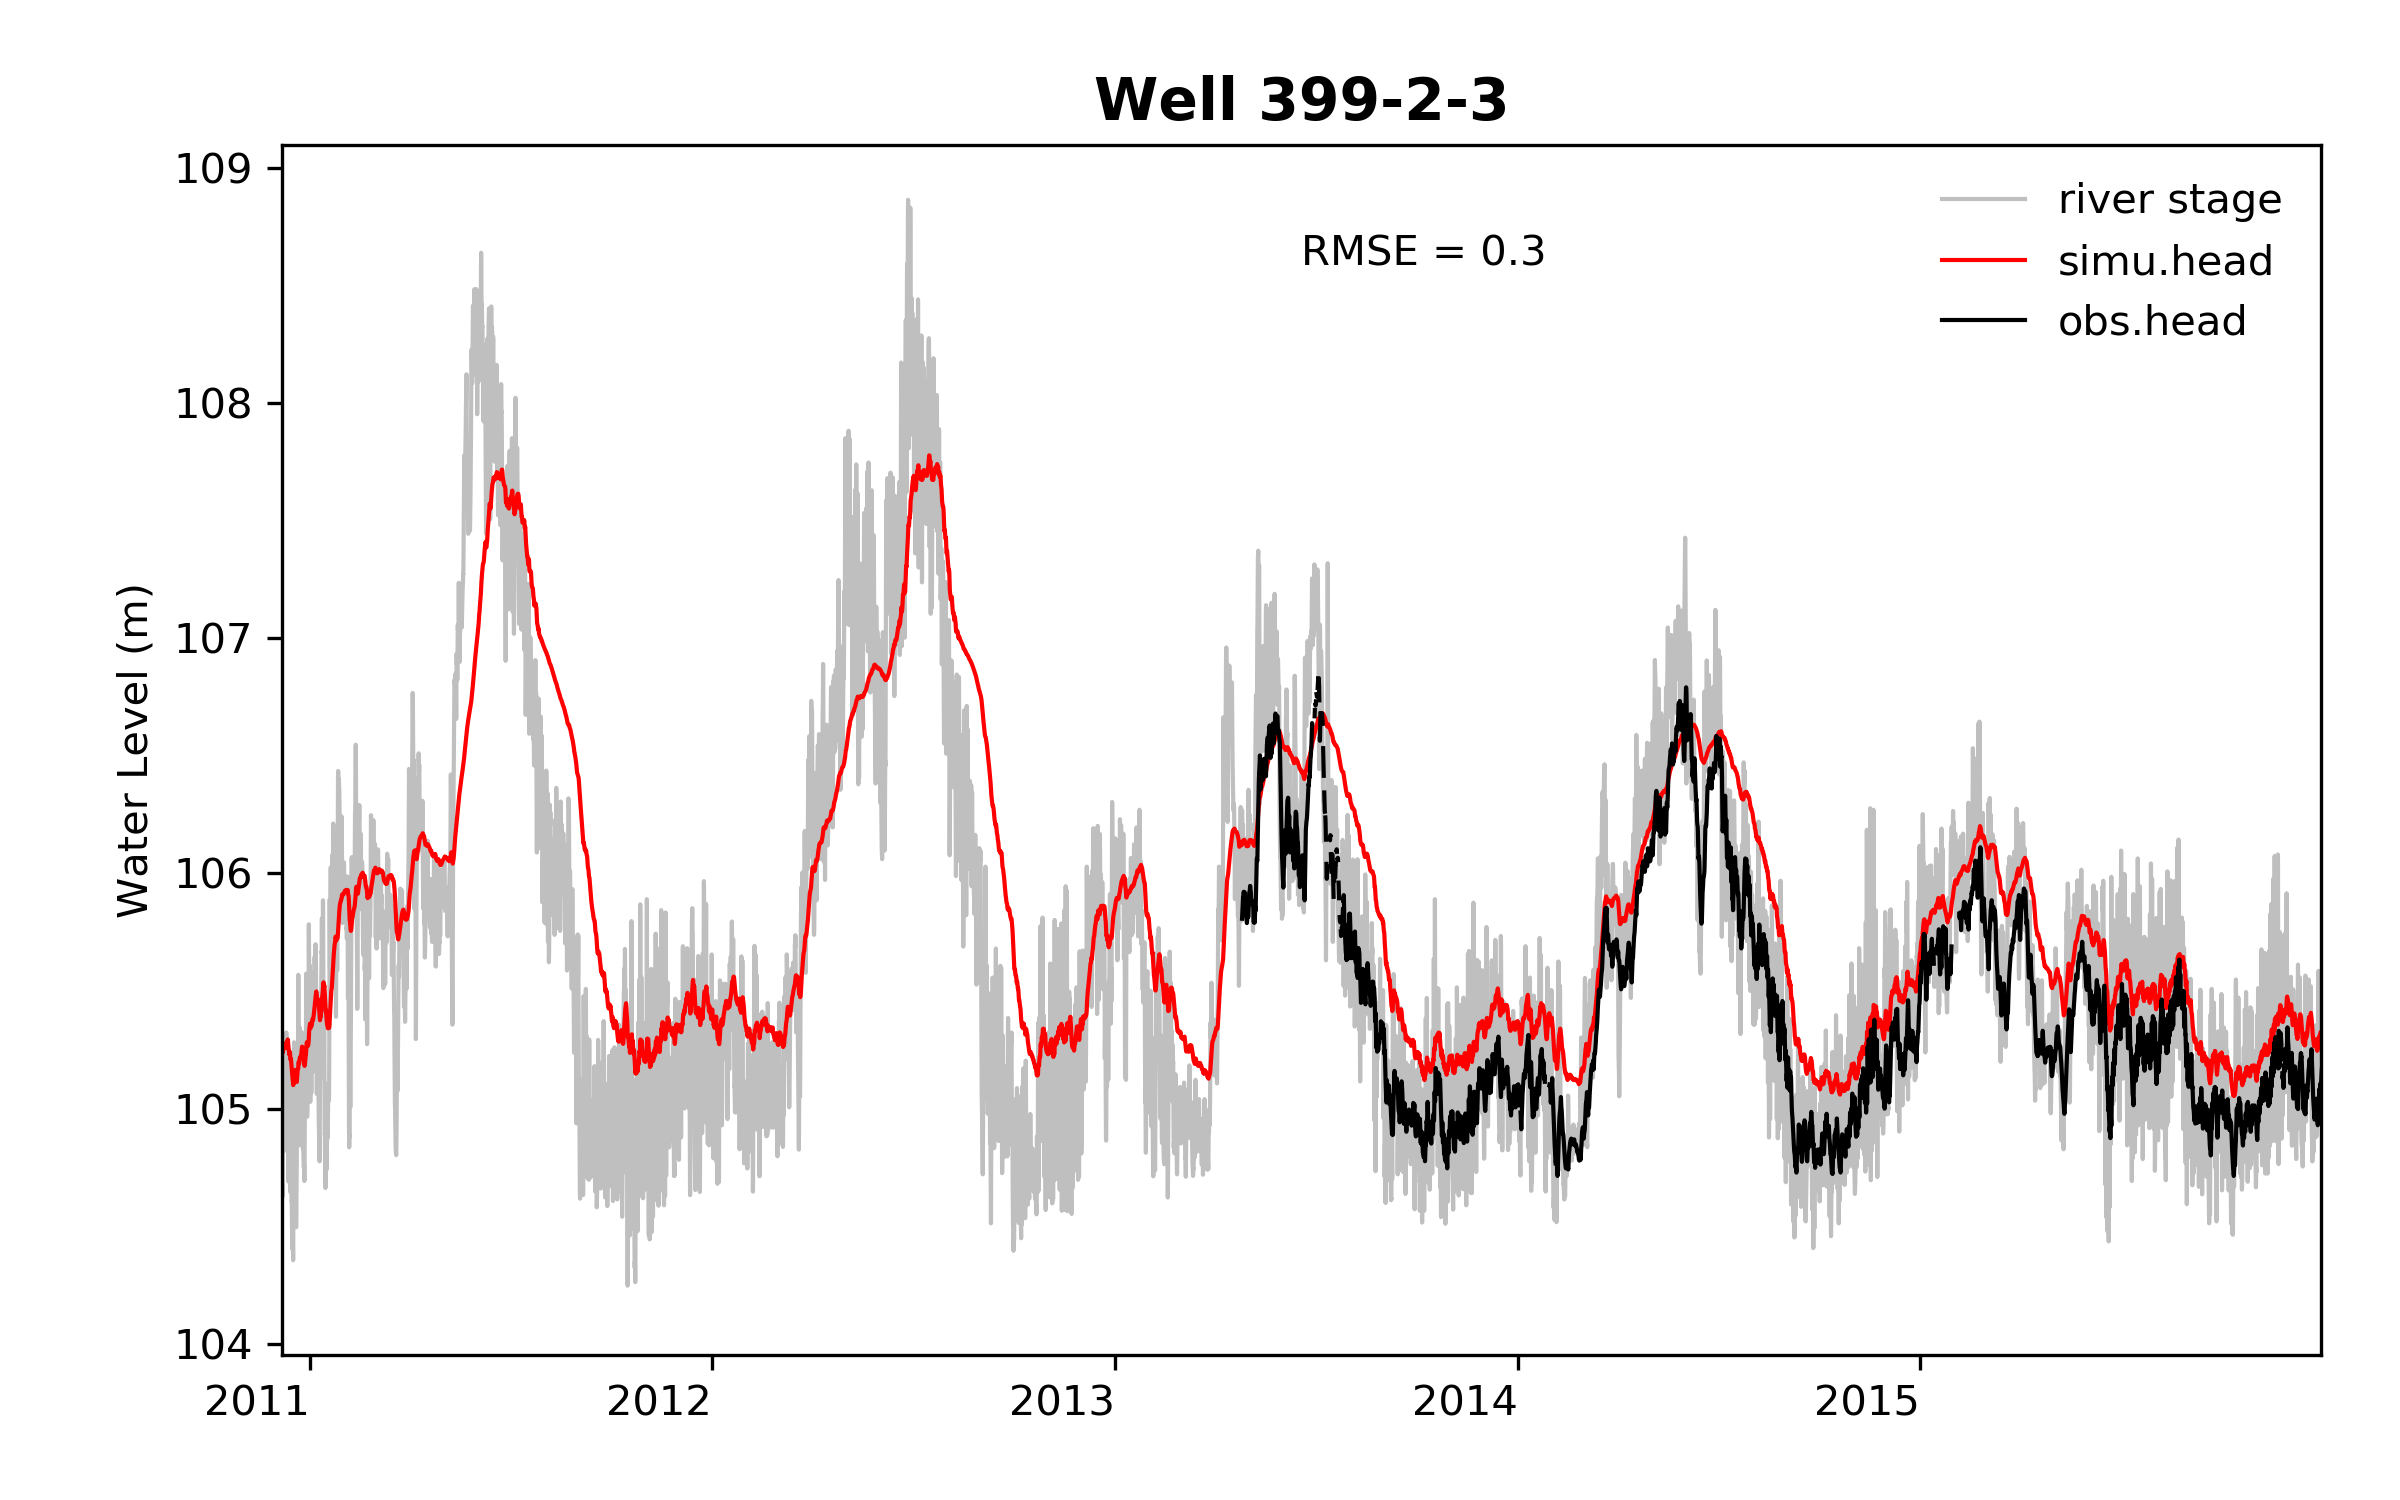 Well 399-2-3
109
108
107
106
105
104
Water Level (m)
RMSE = 0.3
river stage
simu.head
obs.head
2011
2012
2013
2014
2015